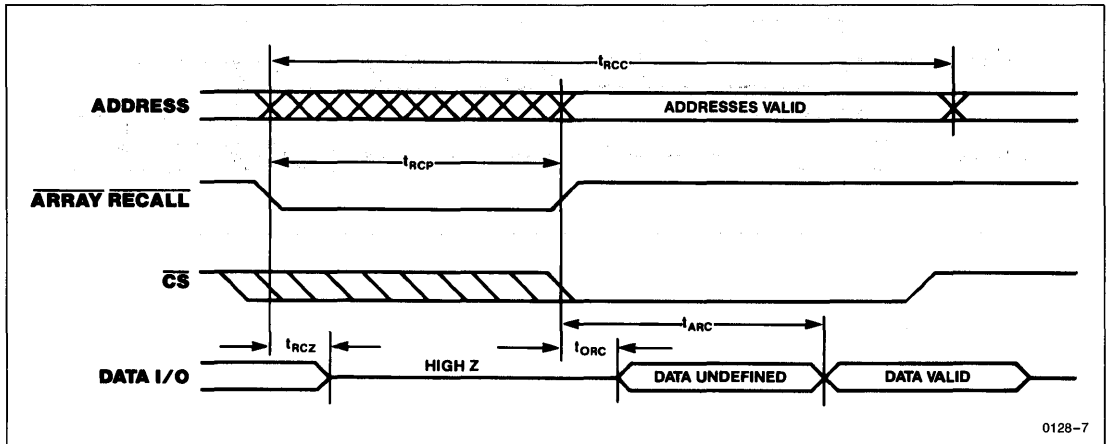 tRCC
ADDRESS
ADDRESSES VALID
tRCP
ARRAY RECALL
CS
tARC
tRCZ
tORC
DATA I/O
HIGH Z
DATA UNDEFINED
DATA VALID
0128-7